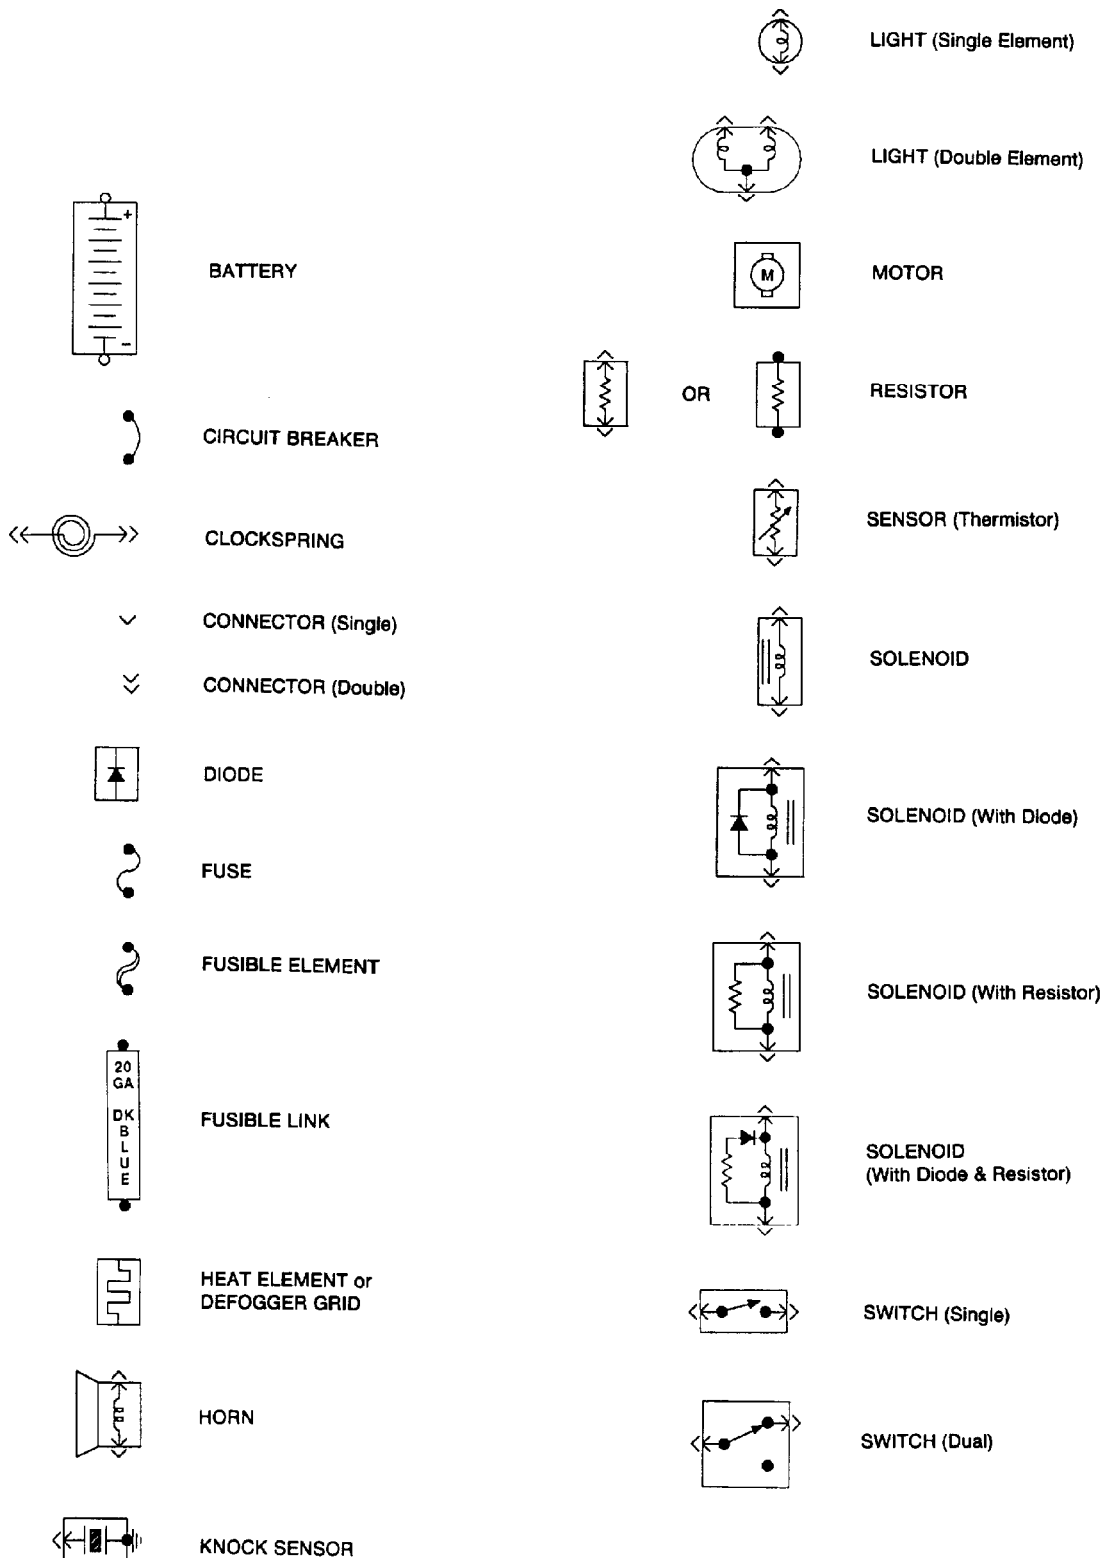 +
-
BATTERY
CIRCUIT BREAKER
CLOCKSPRING
CONNECTOR (Single)
CONNECTOR (Double)
DIODE
FUSE
FUSIBLE ELEMENT
20
GA
DK
B
L
U
E
FUSIBLE LINK
HEAT ELEMENT or
DEFOGGER GRID
HORN
KNOCK SENSOR
LIGHT (Single Element)
LIGHT (Double Element)
M
MOTOR
OR
RESISTOR
SENSOR (Thermistor)
SOLENOID
SOLENOID (With Diode)
SOLENOID (With Resistor)
SOLENOID
(With Diode & Resistor)
SWITCH (Single)
SWITCH (Dual)